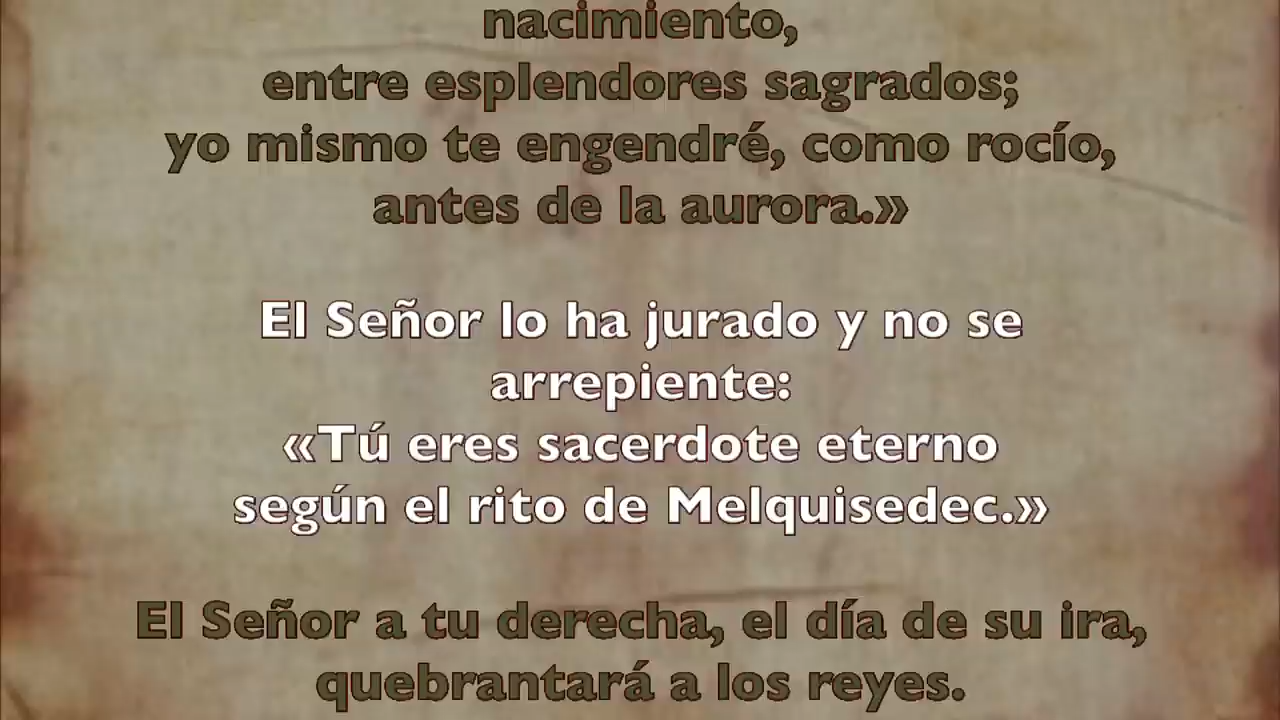 nacimiento,
entre esplendores sagrados;
yo mismo te engendré, como rocío,
antes de la aurora.»
El Señor lo ha jurado y no se
arrepiente:
«Tú eres sacerdote eterno
según el rito de Melquisedec.»
El Señor a tu derecha, el día de su ira,
quebrantará a los reyes.